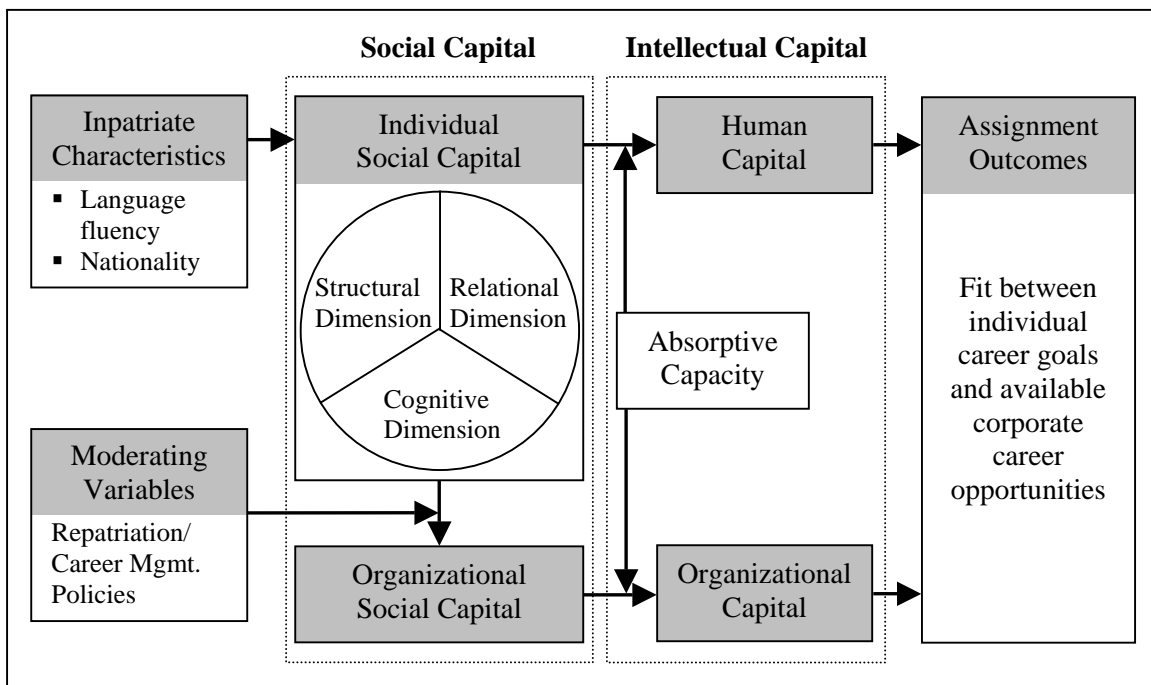 Social Capital
Intellectual Capital
Inpatriate
Characteristics
▪ Language
fluency
▪ Nationality
Individual
Social Capital
Structural
Dimension
Relational
Dimension
Cognitive
Dimension
Human
Capital
Assignment
Outcomes
Fit between
individual
career goals
and available
corporate
career
opportunities
Absorptive
Capacity
Moderating
Variables
Repatriation/
Career Mgmt.
Policies
Organizational
Social Capital
Organizational
Capital